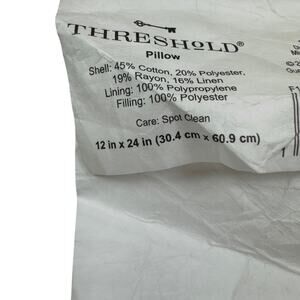 THRESHOLD®
Pillow
Shell: 45% Cotton, 20% Polyester,
19% Rayon, 16% Linen
Lining: 100% Polypropylene
Filling: 100% Polyester
Care: Spot Clean
12 in x 24 in (30.4 cm x 60.9 cm)